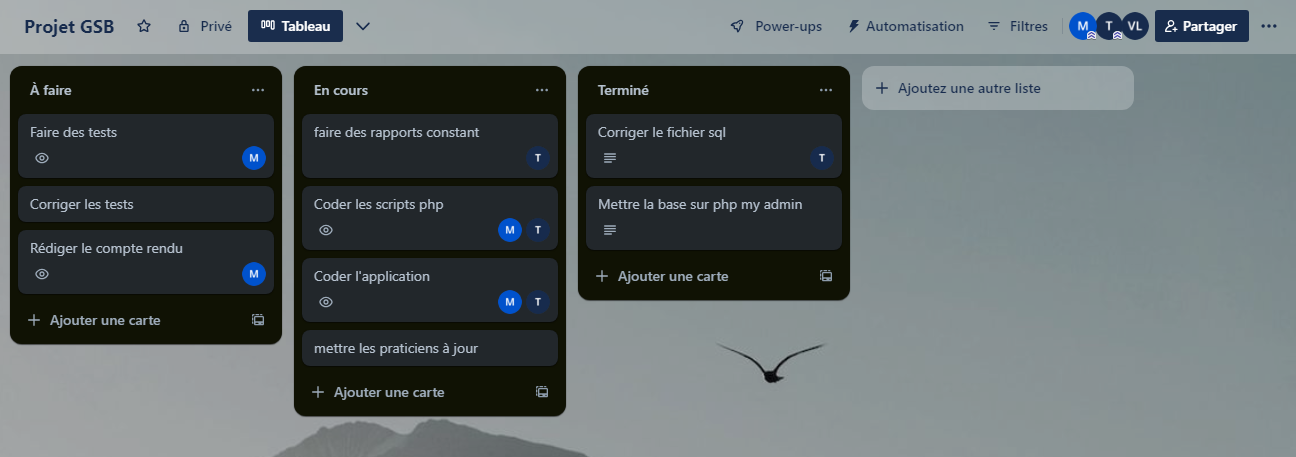 Projet GSB
Privé
Tableau
Power-ups
Automatisation
Filtres
M
T
VL
Partager
À faire
Faire des tests
M
Corriger les tests
Rédiger le compte rendu
M
Ajouter une carte
En cours
faire des rapports constant
T
Coder les scripts php
M T
Coder l'application
M T
mettre les praticiens à jour
Ajouter une carte
Terminé
Corriger le fichier sql
T
Mettre la base sur php my admin
Ajouter une carte
Ajoutez une autre liste